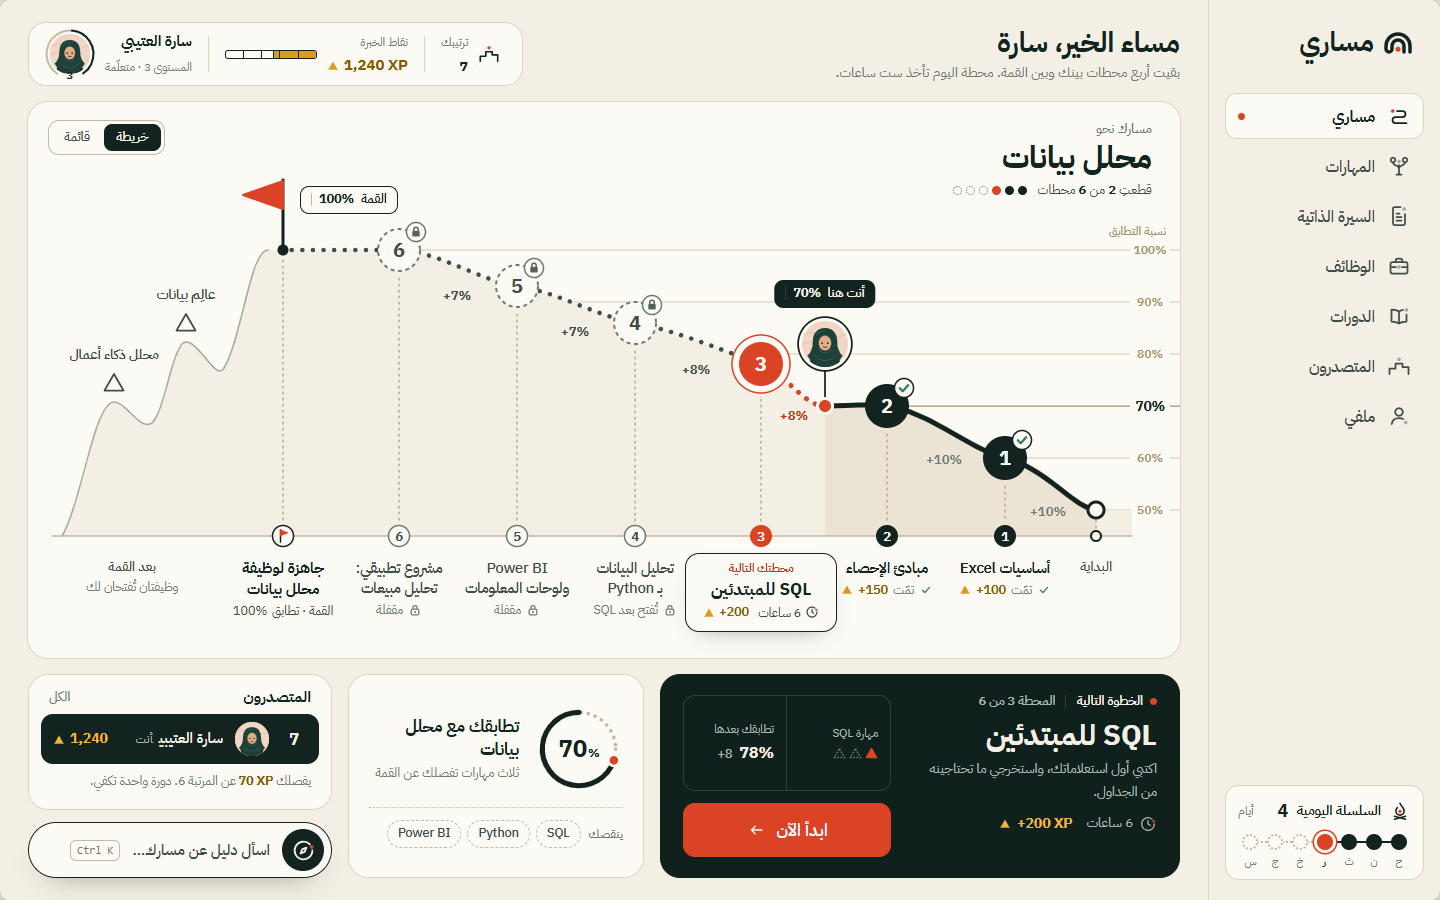 مساري
مساري
المهارات
السيرة الذاتية
الوظائف
الدورات
المتصدرون
ملفي
السلسلة اليومية 4 أيام
ح ن ث ر خ ج س
مساء الخير، سارة
بقيت أربع محطات بينك وبين القمة. محطة اليوم تأخذ ست ساعات.
ترتيبك
7
نقاط الخبرة
1,240 XP
سارة العتيبي
المستوى 3 · متعلّمة
3
مسارك نحو
محلل بيانات
قطعتِ 2 من 6 محطات
خريطة
قائمة
نسبة التطابق
100%
90%
80%
70%
60%
50%
القمة 100%
أنت هنا 70%
عالِم بيانات
محلل ذكاء أعمال
1
2
3
4
5
6
+10%
+10%
+8%
+8%
+7%
+7%
1
2
3
4
5
6
البداية
أساسيات Excel
تمّت +100
مبادئ الإحصاء
تمّت +150
محطتك التالية
SQL للمبتدئين
6 ساعات +200
تحليل البيانات
بـ Python
تُفتح بعد SQL
Power BI
ولوحات المعلومات
مقفلة
مشروع تطبيقي:
تحليل مبيعات
مقفلة
جاهزة لوظيفة
محلل بيانات
القمة · تطابق 100%
بعد القمة
وظيفتان تُفتحان لك
الخطوة التالية
المحطة 3 من 6
SQL للمبتدئين
اكتبي أول استعلاماتك، واستخرجي ما تحتاجينه
من الجداول.
6 ساعات +200 XP
مهارة SQL
تطابقك بعدها
78% +8
ابدأ الآن
70%
تطابقك مع محلل
بيانات
ثلاث مهارات تفصلك عن القمة
ينقصك
SQL
Python
Power BI
المتصدرون
الكل
7
سارة العتيبي أنت
1,240
يفصلك 70 XP عن المرتبة 6. دورة واحدة تكفي.
اسأل دليل عن مسارك...
Ctrl K